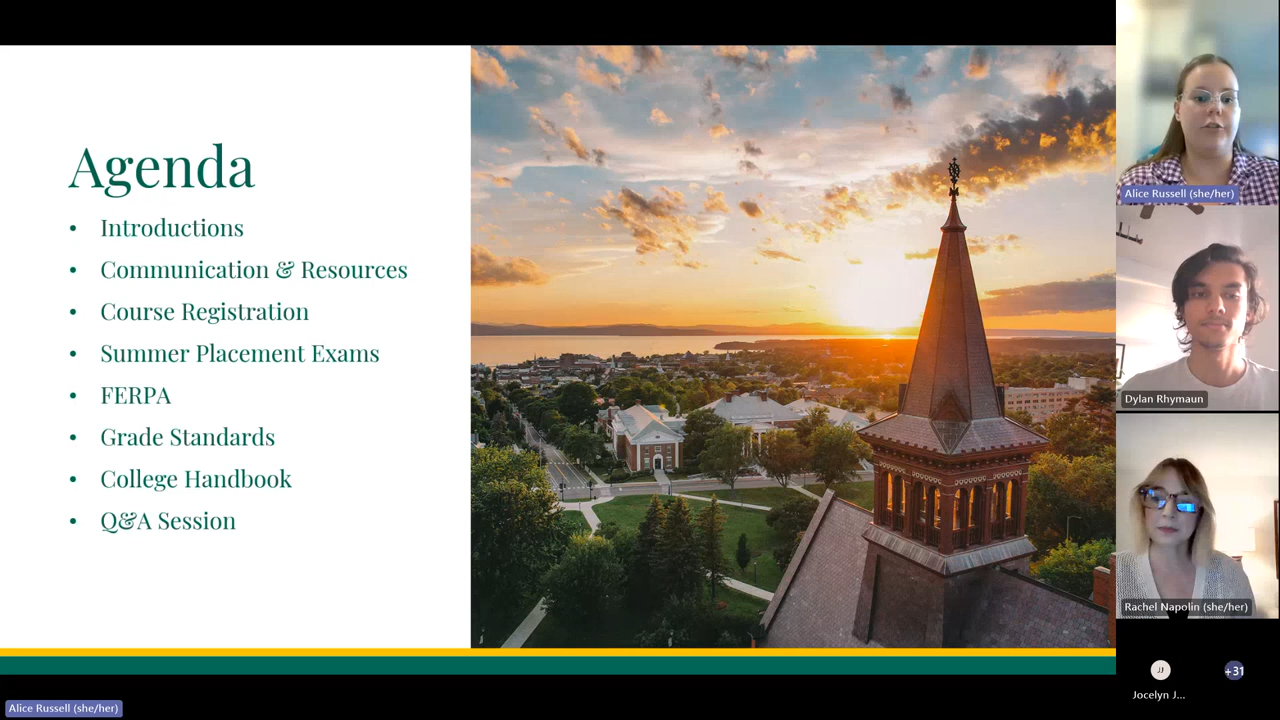 Agenda
• Introductions
• Communication & Resources
• Course Registration
• Summer Placement Exams
• FERPA
• Grade Standards
• College Handbook
• Q&A Session
Alice Russell (she/her)
Alice Russell (she/her)
Dylan Rhymaun
Rachel Napolin (she/her)
JJ
+31
Jocelyn J...